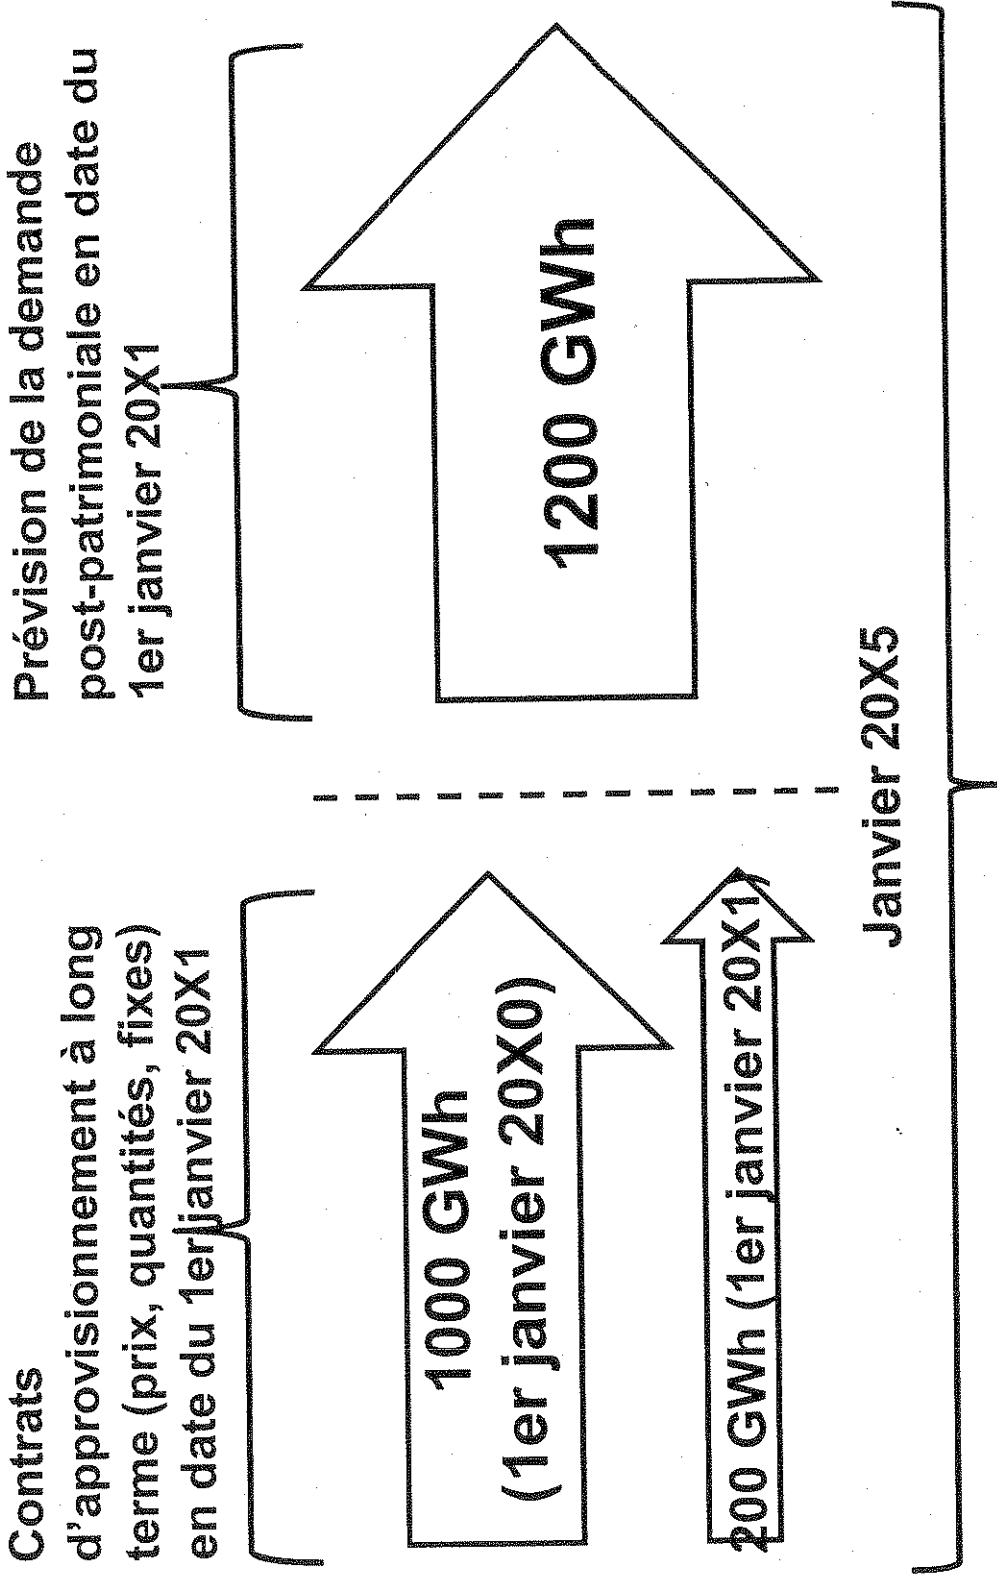 Contrats
d'approvisionnement à long
terme (prix, quantités, fixes)
en date du 1er janvier 20X1
1000 GWh
(1er janvier 20X0)
200 GWh (1er janvier 20X1)
Prévision de la demande
post-patrimoniale en date du
1er janvier 20X1
1200 GWh
Janvier 20X5